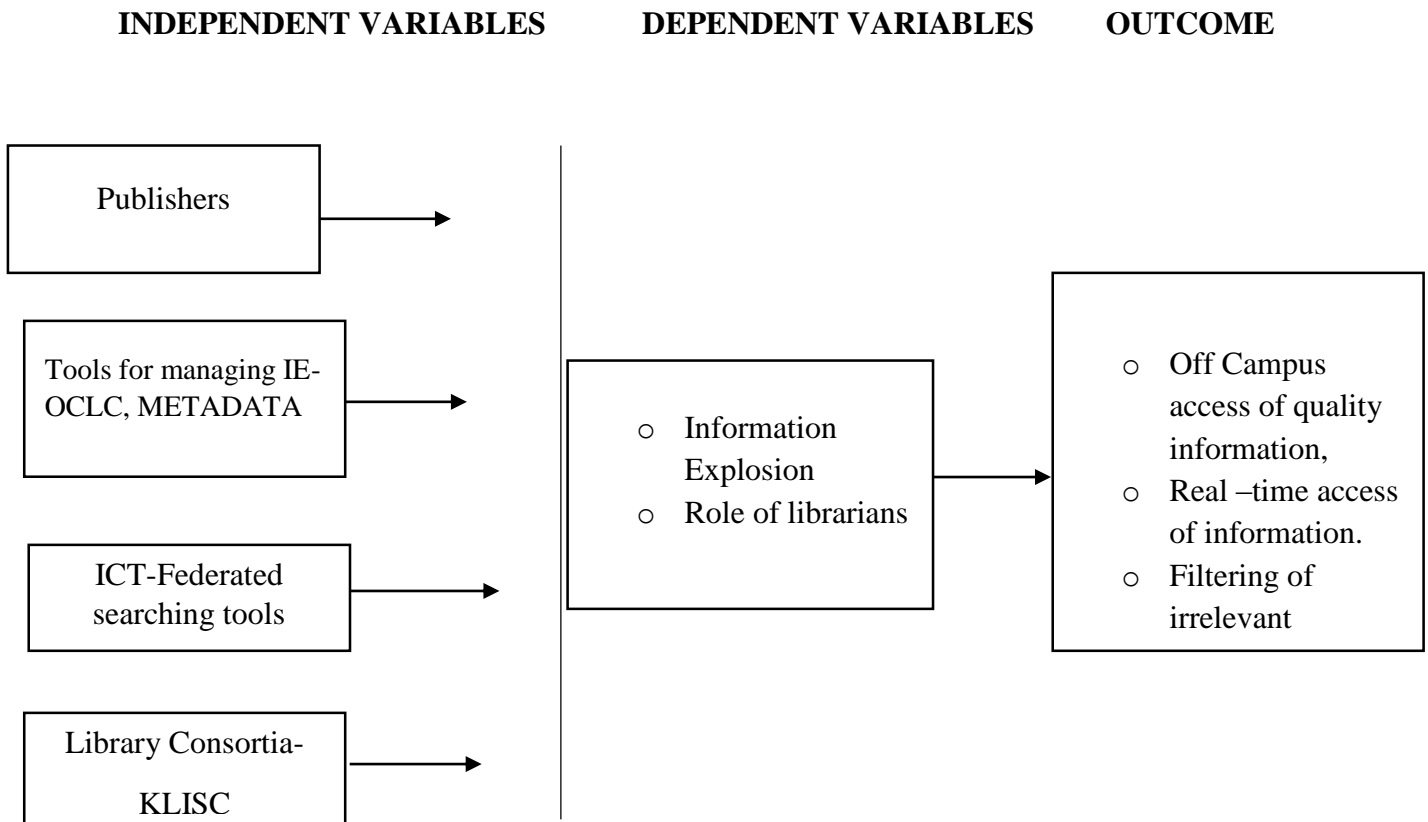 INDEPENDENT VARIABLES DEPENDENT VARIABLES OUTCOME
Publishers
Tools for managing IE-
OCLC, METADATA
ICT-Federated
searching tools
Library Consortia-
KLISC
o Information
Explosion
o Role of librarians
o Off Campus
access of quality
information,
o Real –time access
of information.
o Filtering of
irrelevant